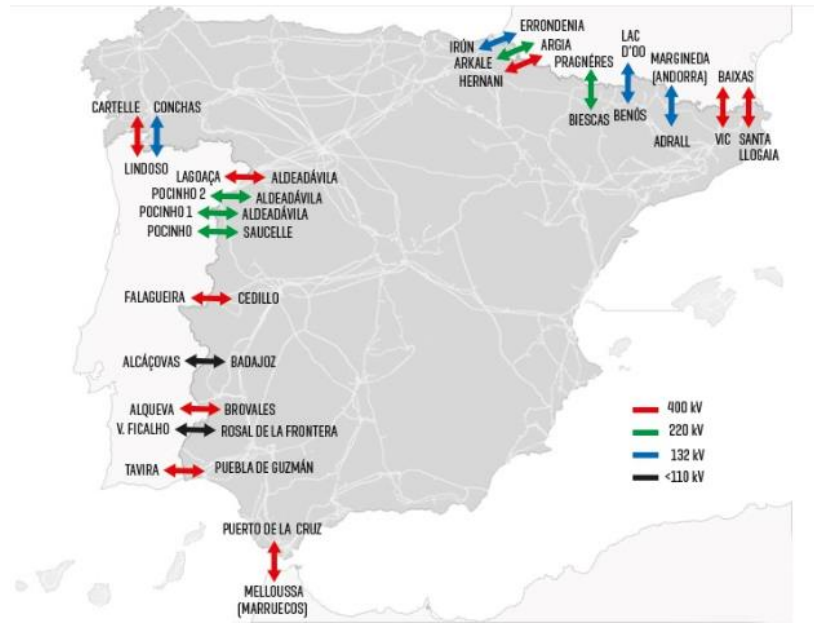 ERRONDENIA
IRÚN
ARGIA
ARKALE
PRAGNÉRES
HERNANI
LAC
D'OO
MARGINEDA
(ANDORRA)
BAIXAS
BIESCAS
BENÓS
ADRALL
VIC
SANTA
LLOGAIA
CARTELLE
CONCHAS
LINDOSO
LAGOAÇA
ALDEADÁVILA
POCINHO 2
ALDEADÁVILA
POCINHO 1
ALDEADÁVILA
POCINHO
SAUCELLE
FALAGUEIRA
CEDILLO
ALCÁÇOVAS
BADAJOZ
ALQUEVA
BROVALES
V. FICALHO
ROSAL DE LA FRONTERA
TAVIRA
PUEBLA DE GUZMÁN
PUERTO DE LA CRUZ
MELLOUSSA
(MARRUECOS)
400 kV
220 kV
132 kV
<110 kV